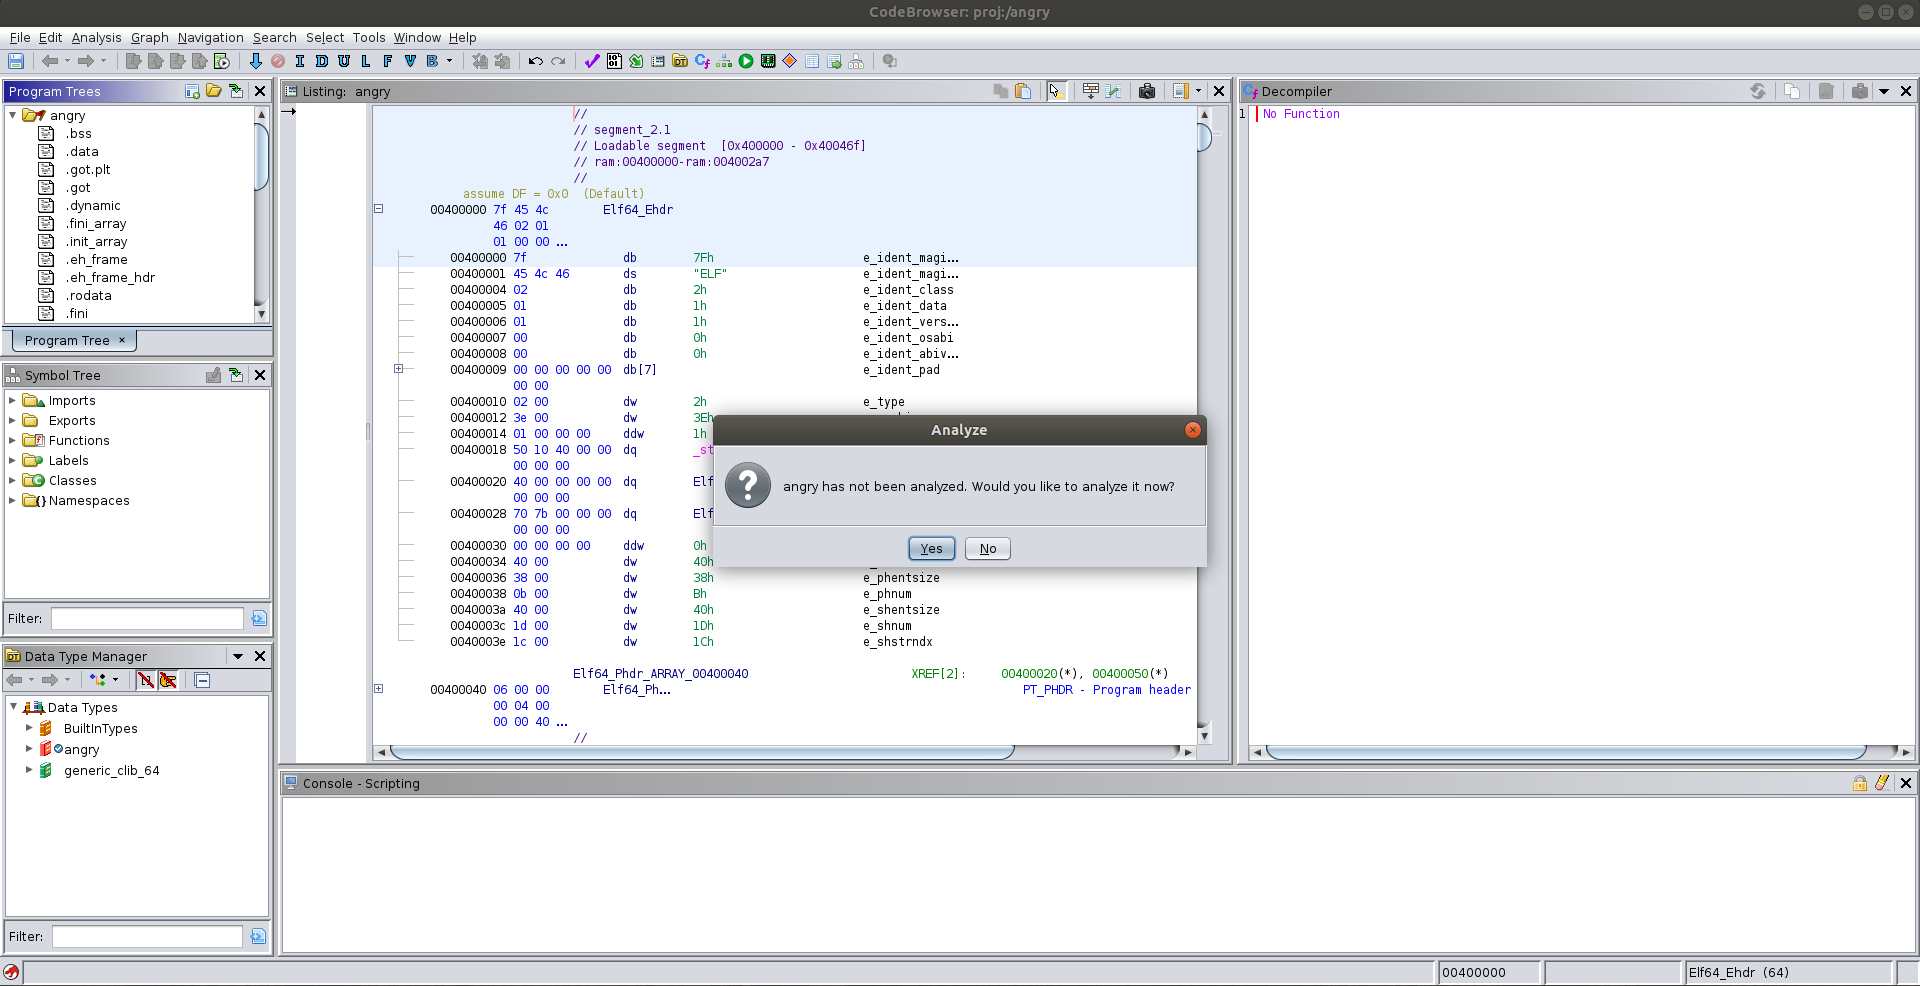 CodeBrowser: proj:/angry
File Edit Analysis Graph Navigation Search Select Tools Window Help
I D U L F V B
Program Trees
angry
.bss
.data
.got.plt
.got
.dynamic
.fini_array
.init_array
.eh_frame
.eh_frame_hdr
.rodata
.fini
Program Tree ×
Symbol Tree
Imports
Exports
Functions
Labels
Classes
Namespaces
Filter:
Data Type Manager
Data Types
BuiltInTypes
angry
generic_clib_64
Filter:
Listing: angry
//
// segment_2.1
// Loadable segment [0x400000 - 0x40046f]
// ram:00400000-ram:004002a7
//
assume DF = 0x0 (Default)
00400000 7f 45 4c Elf64_Ehdr
46 02 01
01 00 00 ...
00400000 7f db 7Fh e_ident_magi...
00400001 45 4c 46 ds "ELF" e_ident_magi...
00400004 02 db 2h e_ident_class
00400005 01 db 1h e_ident_data
00400006 01 db 1h e_ident_vers...
00400007 00 db 0h e_ident_osabi
00400008 00 db 0h e_ident_abiv...
00400009 00 00 00 00 00 db[7] e_ident_pad
00 00
00400010 02 00 dw 2h e_type
00400012 3e 00 dw 3Eh
00400014 01 00 00 00 ddw 1h
00400018 50 10 40 00 00 dq _st
00 00 00
00400020 40 00 00 00 00 dq Elf
00 00 00
00400028 70 7b 00 00 00 dq Elf
00 00 00
00400030 00 00 00 00 ddw 0h
00400034 40 00 dw 40h
00400036 38 00 dw 38h e_phentsize
00400038 0b 00 dw Bh e_phnum
0040003a 40 00 dw 40h e_shentsize
0040003c 1d 00 dw 1Dh e_shnum
0040003e 1c 00 dw 1Ch e_shstrndx
Elf64_Phdr_ARRAY_00400040 XREF[2]: 00400020(*), 00400050(*)
00400040 06 00 00 Elf64_Ph... PT_PHDR - Program header
00 04 00
00 00 40 ...
//
Analyze
angry has not been analyzed. Would you like to analyze it now?
Yes No
Decompiler
1 No Function
Console - Scripting
00400000 Elf64_Ehdr (64)